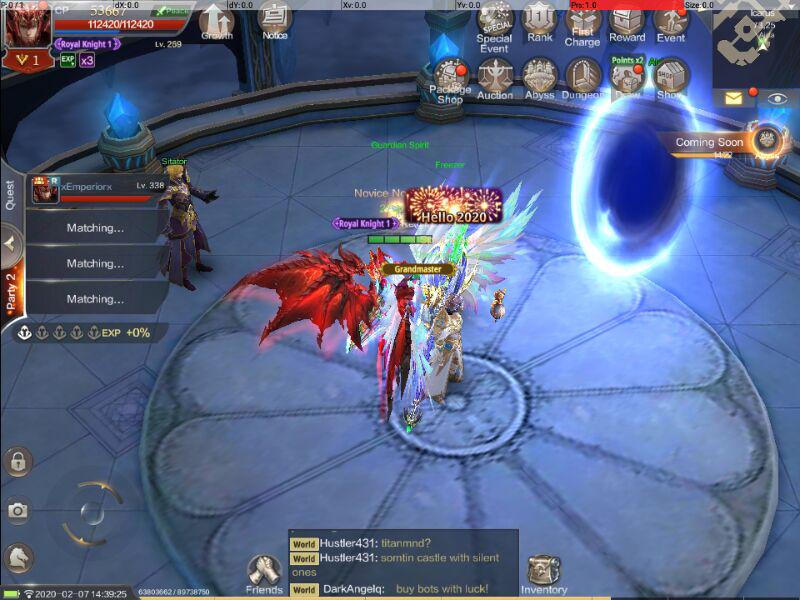 P:0 / 1
dX:0.0
dY:0.0
Xv:0.0
Yv:0.0
Prs:1.0
Size:0.0
CP 53667
Peace
112420/112420
Royal Knight 1
Lv. 259
1
EXP
x3
Growth
Notice
Special Event
Rank
First Charge
Reward
Event
Icarus
Package Shop
Auction
Abyss
Dungeon
Points x2
Shop
Coming Soon
Quest
R
xEmperiorx
Lv. 338
Matching...
Matching...
Matching...
Party 2
EXP +0%
Sitator
Guardian Spirit
Freezer
Hello 2020
Royal Knight 1
Grandmaster
World Hustler431: titanmnd?
World Hustler431: somtin castle with silent
ones
World DarkAngelq: buy bots with luck!
Friends
Inventory
2020-02-07 14:39:25
63803662 / 89738750